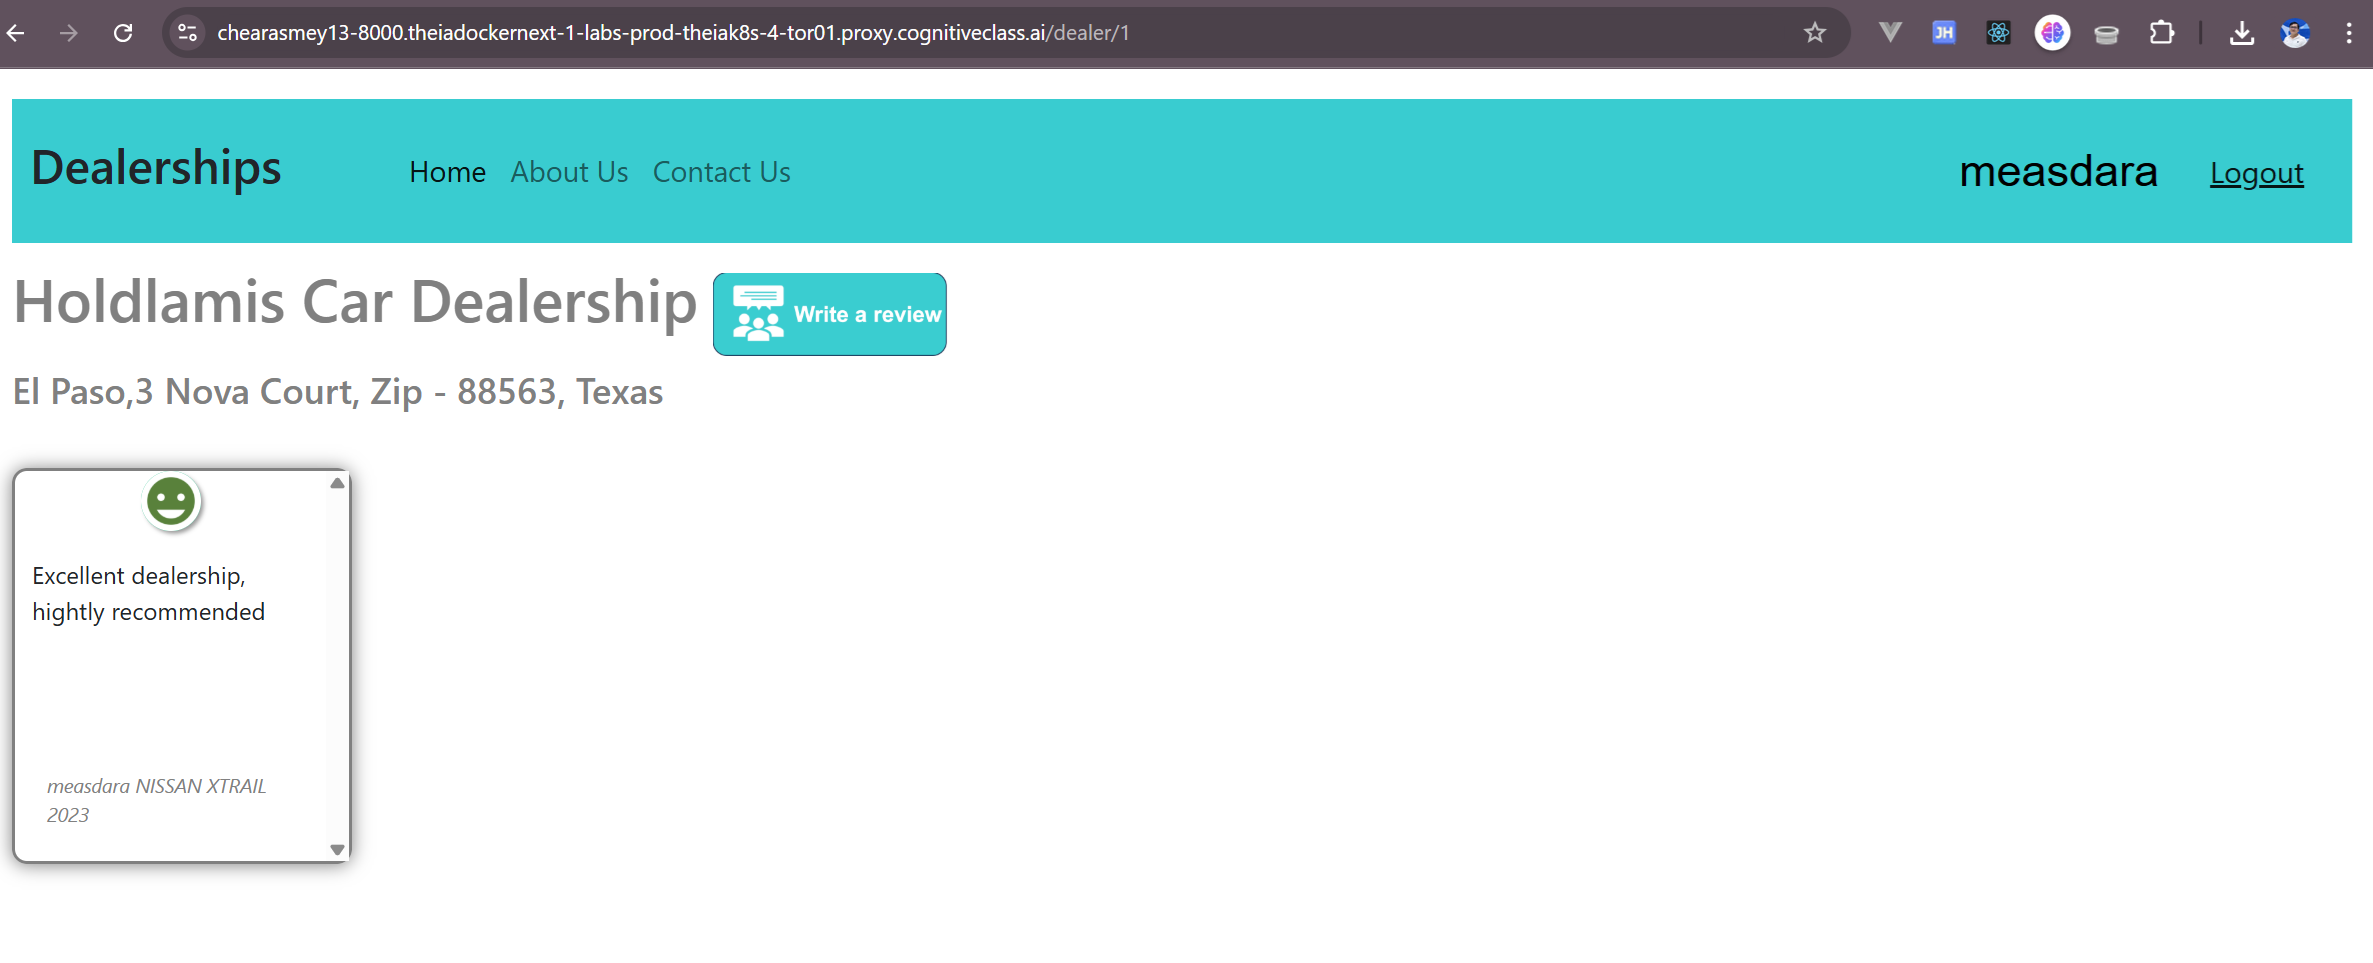 chearasmey13-8000.theiadockernext-1-labs-prod-theiak8s-4-tor01.proxy.cognitiveclass.ai/dealer/1
JH
Dealerships Home About Us Contact Us measdara Logout
Holdlamis Car Dealership Write a review
El Paso,3 Nova Court, Zip - 88563, Texas
Excellent dealership,
hightly recommended
measdara NISSAN XTRAIL
2023